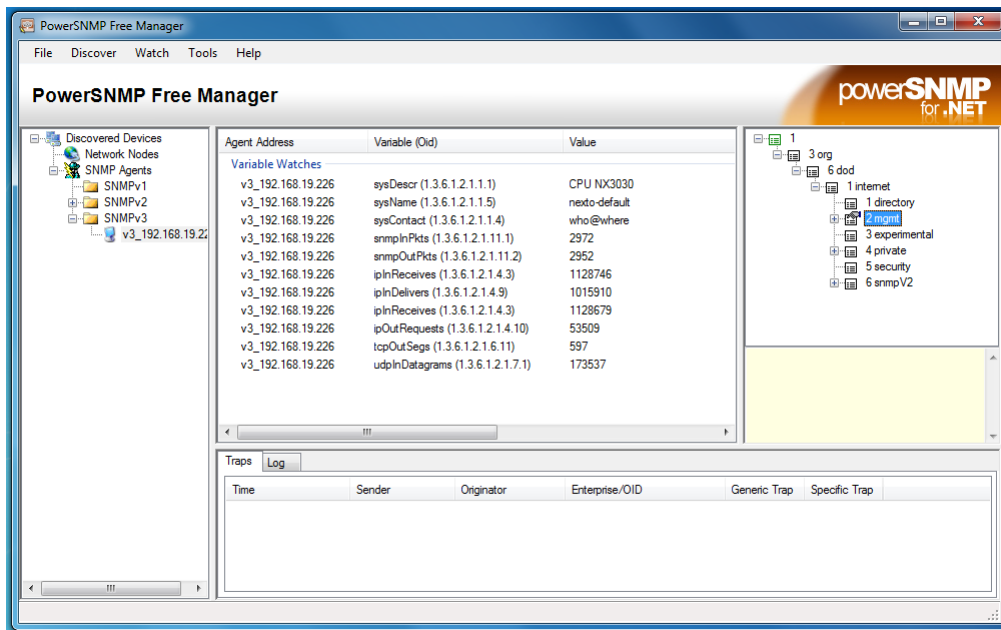 PowerSNMP Free Manager
File Discover Watch Tools Help
PowerSNMP Free Manager
powerSNMP
for .NET
Discovered Devices
Network Nodes
SNMP Agents
SNMPv1
SNMPv2
SNMPv3
v3_192.168.19.22
Agent Address Variable (Oid) Value
Variable Watches
v3_192.168.19.226 sysDescr (1.3.6.1.2.1.1.1) CPU NX3030
v3_192.168.19.226 sysName (1.3.6.1.2.1.1.5) nexto-default
v3_192.168.19.226 sysContact (1.3.6.1.2.1.1.4) who@where
v3_192.168.19.226 snmpInPkts (1.3.6.1.2.1.11.1) 2972
v3_192.168.19.226 snmpOutPkts (1.3.6.1.2.1.11.2) 2952
v3_192.168.19.226 ipInReceives (1.3.6.1.2.1.4.3) 1128746
v3_192.168.19.226 ipInDelivers (1.3.6.1.2.1.4.9) 1015910
v3_192.168.19.226 ipInReceives (1.3.6.1.2.1.4.3) 1128679
v3_192.168.19.226 ipOutRequests (1.3.6.1.2.1.4.10) 53509
v3_192.168.19.226 tcpOutSegs (1.3.6.1.2.1.6.11) 597
v3_192.168.19.226 udpInDatagrams (1.3.6.1.2.1.7.1) 173537
1
3 org
6 dod
1 internet
1 directory
2 mgmt
3 experimental
4 private
5 security
6 snmpV2
Traps Log
Time Sender Originator Enterprise/OID Generic Trap Specific Trap